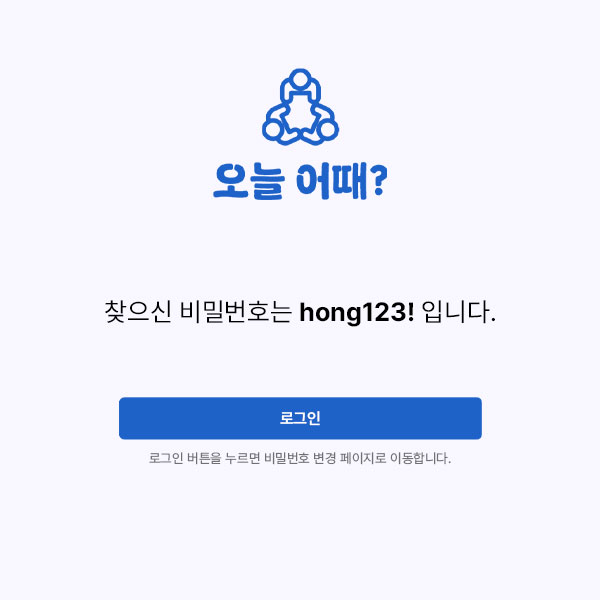 오늘 어때?
찾으신 비밀번호는 hong123! 입니다.
로그인
로그인 버튼을 누르면 비밀번호 변경 페이지로 이동합니다.